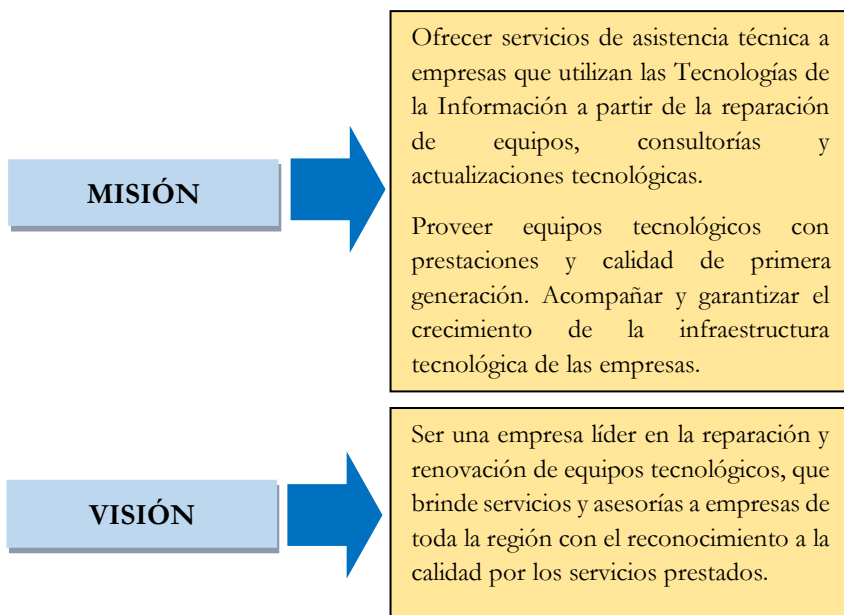 MISIÓN
Ofrecer servicios de asistencia técnica a
empresas que utilizan las Tecnologías de
la Información a partir de la reparación
de equipos, consultorías y
actualizaciones tecnológicas.
Proveer equipos tecnológicos con
prestaciones y calidad de primera
generación. Acompañar y garantizar el
crecimiento de la infraestructura
tecnológica de las empresas.
VISIÓN
Ser una empresa líder en la reparación y
renovación de equipos tecnológicos, que
brinde servicios y asesorías a empresas de
toda la región con el reconocimiento a la
calidad por los servicios prestados.